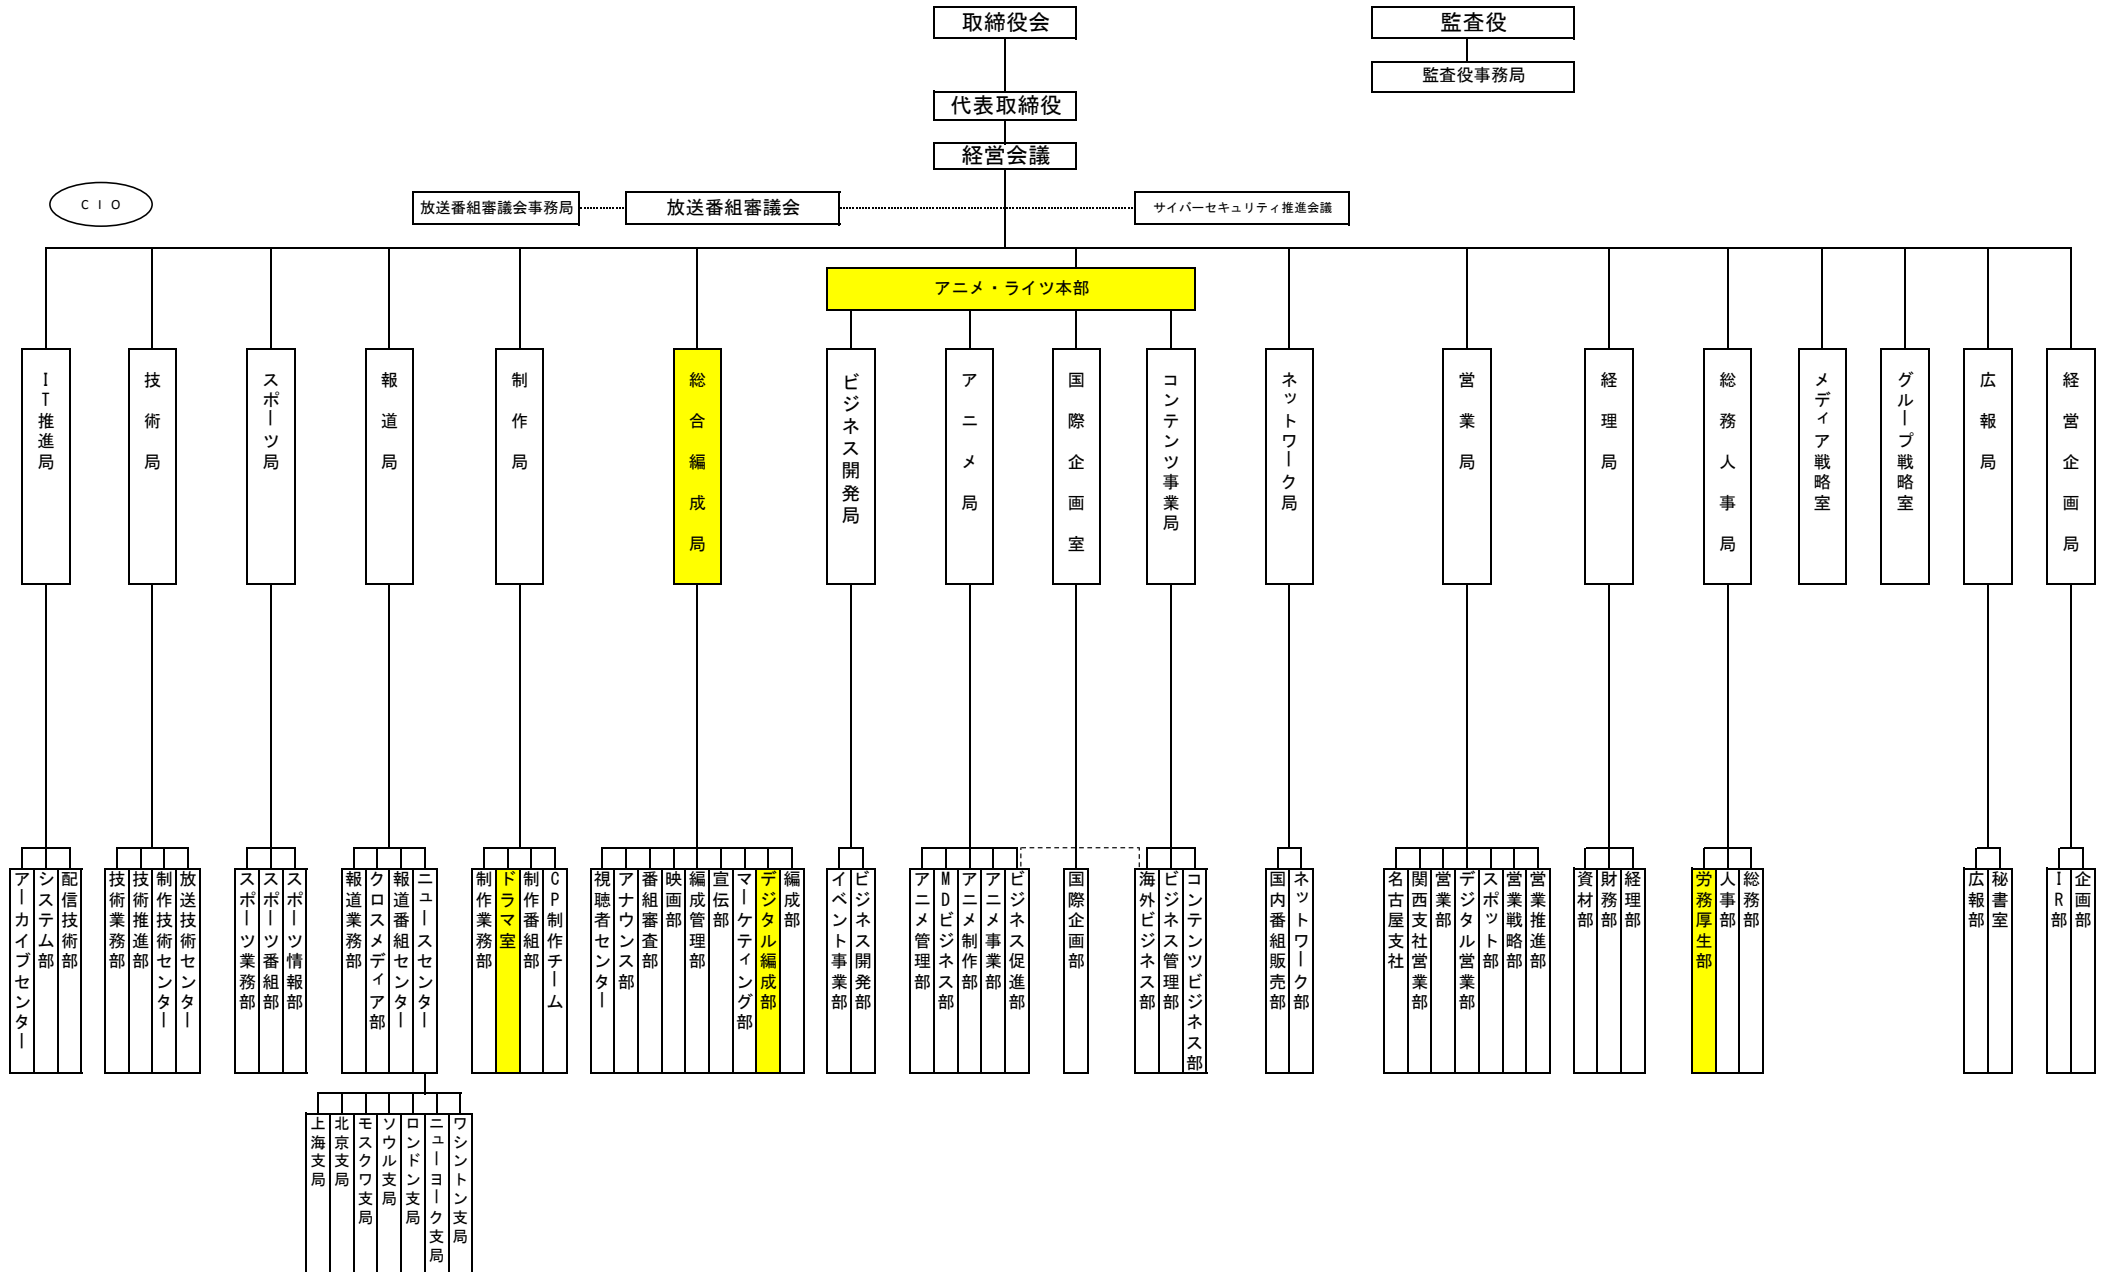 取締役会
監査役
監査役事務局
代表取締役
経営会議
CIO
放送番組審議会事務局
放送番組審議会
サイバーセキュリティ推進会議
アニメ・ライツ本部
IT推進局
技術局
スポーツ局
報道局
制作局
総合編成局
ビジネス開発局
アニメ局
国際企画室
コンテンツ事業局
ネットワーク局
営業局
経理局
総務人事局
メディア戦略室
グループ戦略室
広報局
経営企画局
アーカイブセンター
システム部
配信技術部
技術業務部
技術推進部
制作技術センター
放送技術センター
スポーツ業務部
スポーツ番組部
スポーツ情報部
報道業務部
クロスメディア部
報道番組センター
ニュースセンター
制作業務部
ドラマ室
制作番組部
CP制作チーム
視聴者センター
アナウンス部
番組審査部
映画部
編成管理部
宣伝部
マーケティング部
デジタル編成部
編成部
イベント事業部
ビジネス開発部
アニメ管理部
MDビジネス部
アニメ制作部
アニメ事業部
ビジネス促進部
国際企画部
海外ビジネス部
ビジネス管理部
コンテンツビジネス部
国内番組販売部
ネットワーク部
名古屋支社
関西支社営業部
営業部
デジタル営業部
スポット部
営業戦略部
営業推進部
資材部
財務部
経理部
労務厚生部
人事部
総務部
広報部
秘書室
IR部
企画部
上海支局
北京支局
モスクワ支局
ソウル支局
ロンドン支局
ニューヨーク支局
ワシントン支局